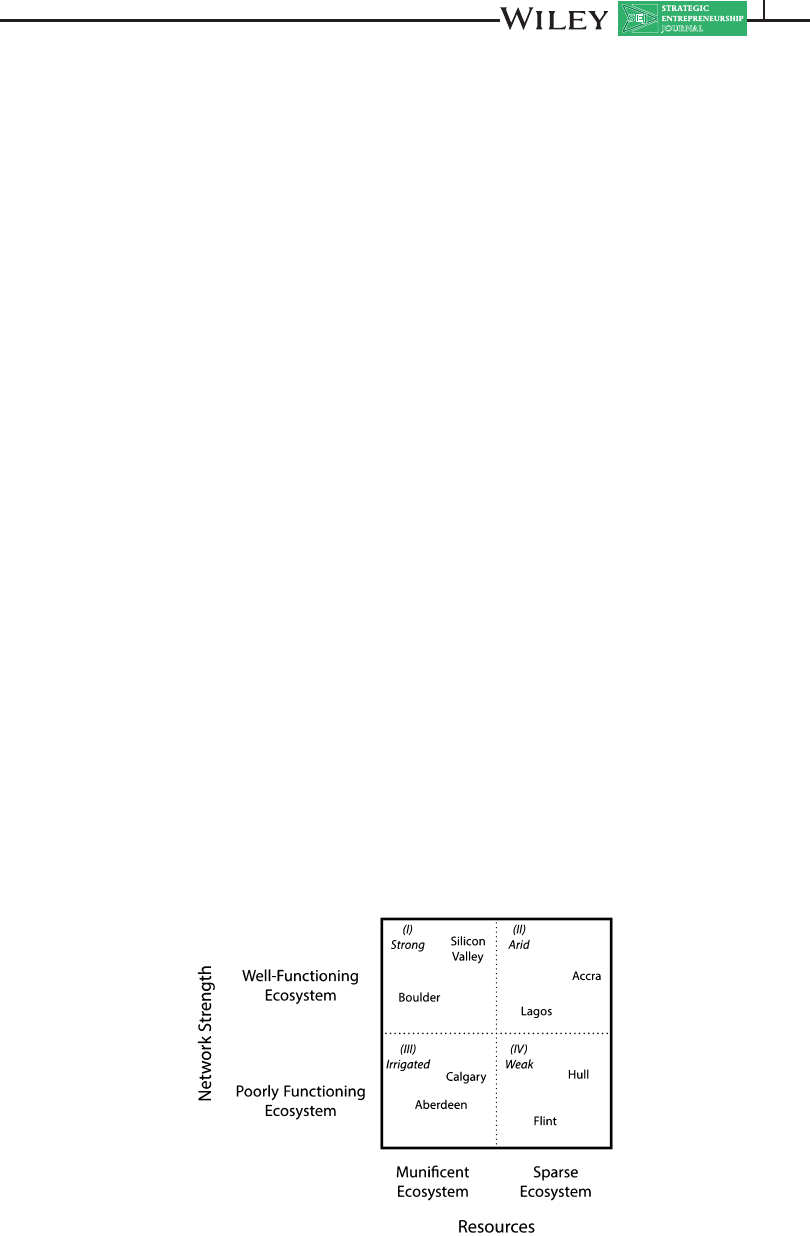 WILEY
SEJ
STRATEGIC
ENTREPRENEURSHIP
JOURNAL
Network Strength
Well-Functioning
Ecosystem
Poorly Functioning
Ecosystem
(I)
Strong
Silicon
Valley
Boulder
(II)
Arid
Accra
Lagos
(III)
Irrigated
Calgary
Aberdeen
(IV)
Weak
Hull
Flint
Munificent
Ecosystem
Sparse
Ecosystem
Resources